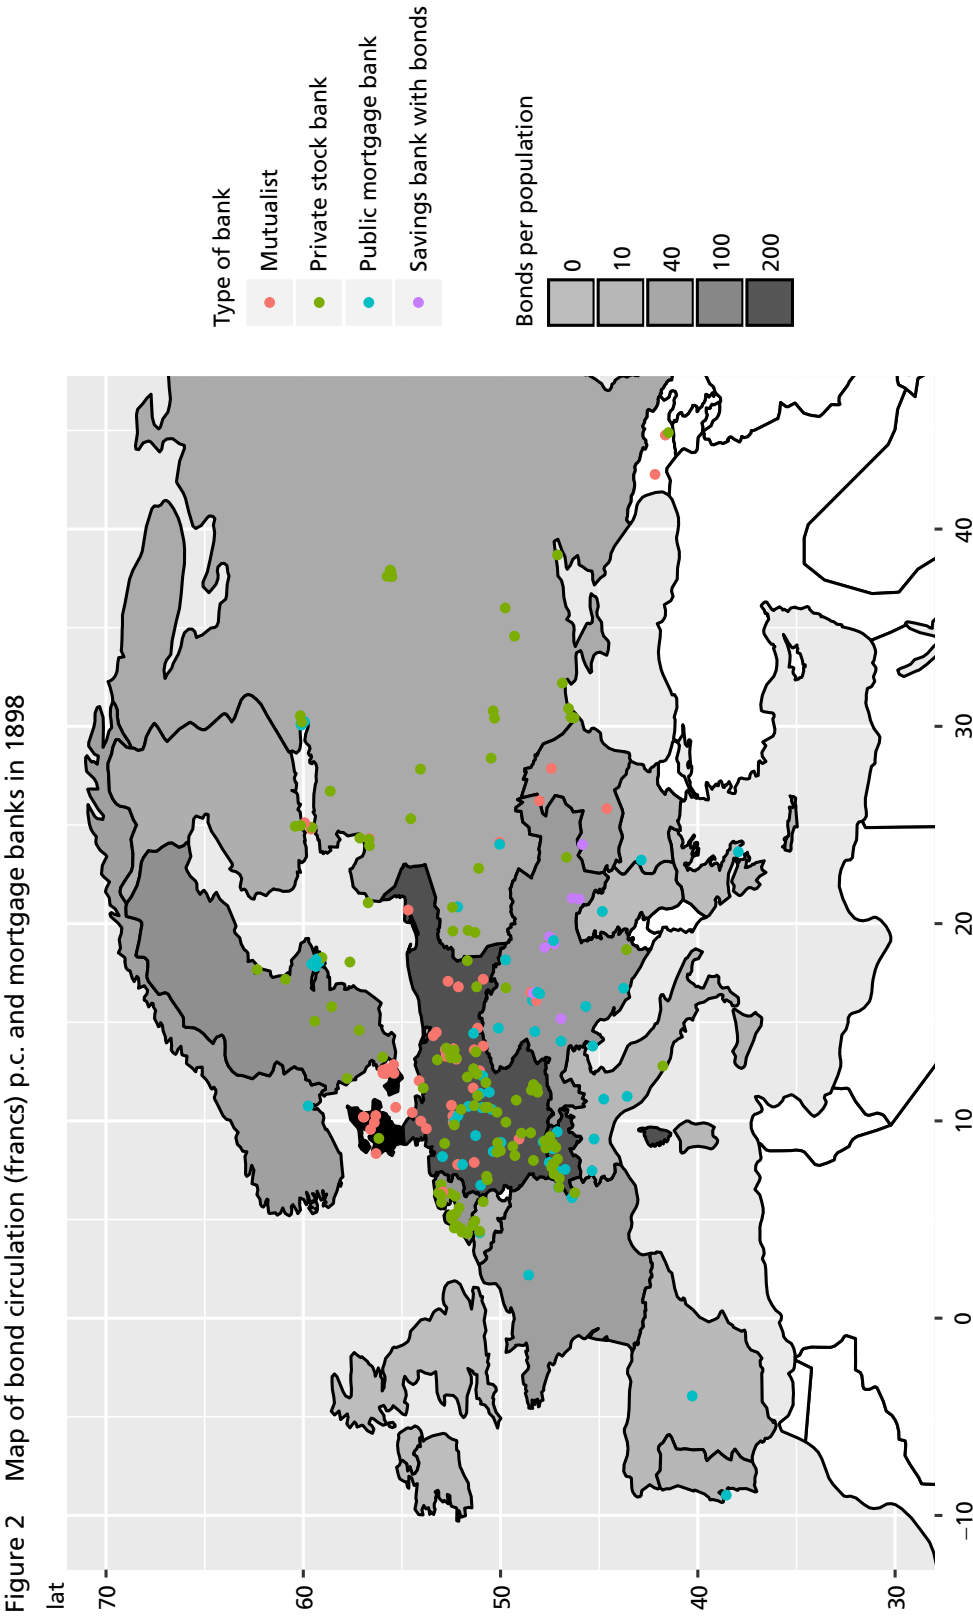 Figure 2 Map of bond circulation (francs) p.c. and mortgage banks in 1898
lat
70
60
50
40
30
−10
0
10
20
30
40
Type of bank
Mutualist
Private stock bank
Public mortgage bank
Savings bank with bonds
Bonds per population
0
10
40
100
200